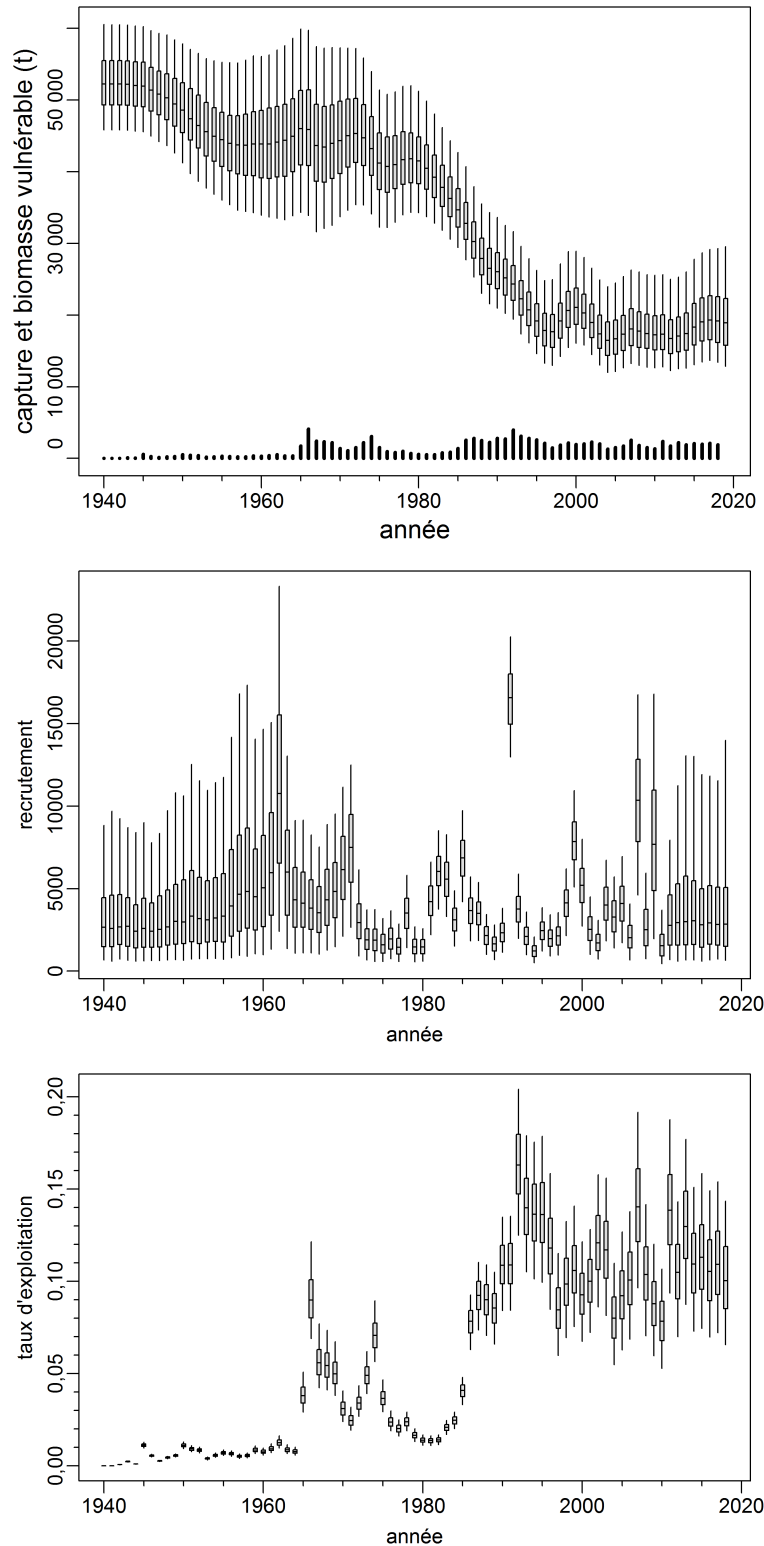 capture et biomasse vulnérable (t)
50 000
30 000
10 000
0
1940 1960 1980 2000 2020
année
recrutement
20000
15000
10000
5000
0
1940 1960 1980 2000 2020
année
taux d'exploitation
0,20
0,15
0,10
0,05
0,00
1940 1960 1980 2000 2020
année